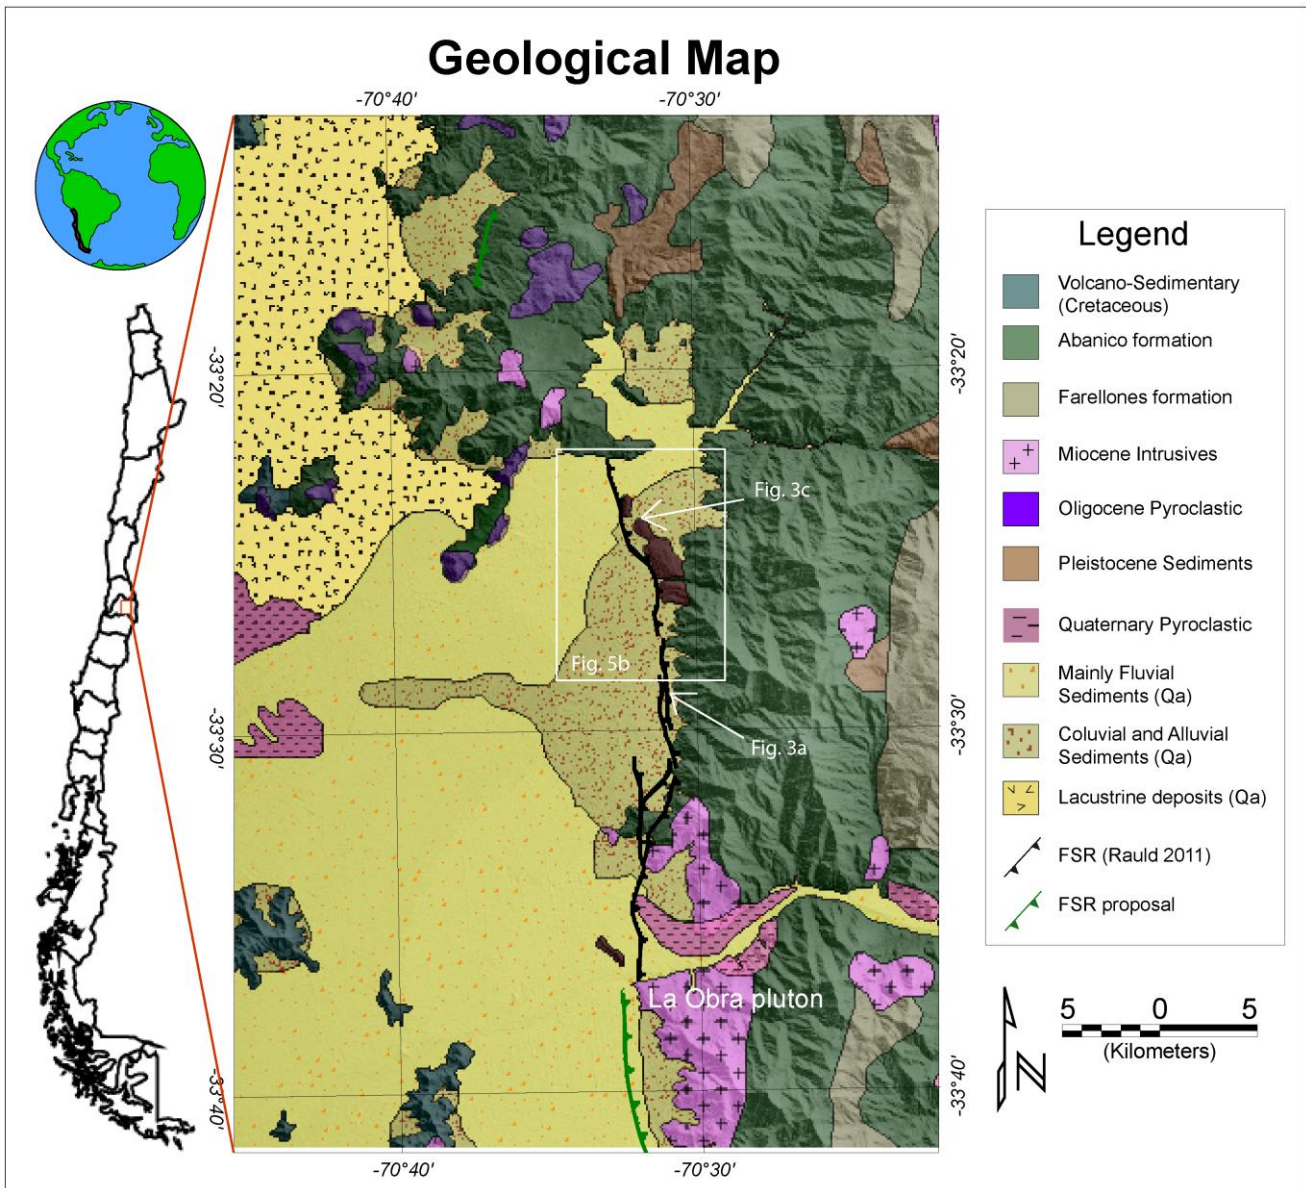 Geological Map
-70°40'
-70°30'
-33°20'
-33°20'
Fig. 3c
Fig. 5b
-33°30'
-33°30'
Fig. 3a
La Obra pluton
-33°40'
-33°40'
-70°40'
-70°30'
Legend
Volcano-Sedimentary
(Cretaceous)
Abanico formation
Farellones formation
Miocene Intrusives
Oligocene Pyroclastic
Pleistocene Sediments
Quaternary Pyroclastic
Mainly Fluvial
Sediments (Qa)
Coluvial and Alluvial
Sediments (Qa)
Lacustrine deposits (Qa)
FSR (Rauld 2011)
FSR proposal
N
5 0 5
(Kilometers)